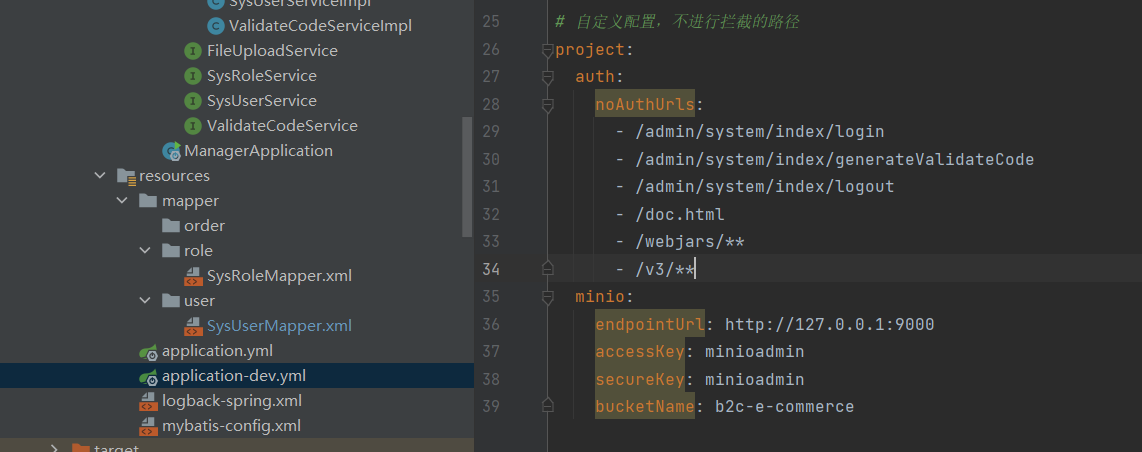 SysUserServiceImpl
ValidateCodeServiceImpl
FileUploadService
SysRoleService
SysUserService
ValidateCodeService
ManagerApplication
resources
mapper
order
role
SysRoleMapper.xml
user
SysUserMapper.xml
application.yml
application-dev.yml
logback-spring.xml
mybatis-config.xml
target
25 # 自定义配置，不进行拦截的路径
26 project:
27 auth:
28 noAuthUrls:
29 - /admin/system/index/login
30 - /admin/system/index/generateValidateCode
31 - /admin/system/index/logout
32 - /doc.html
33 - /webjars/**
34 - /v3/**
35 minio:
36 endpointUrl: http://127.0.0.1:9000
37 accessKey: minioadmin
38 secureKey: minioadmin
39 bucketName: b2c-e-commerce